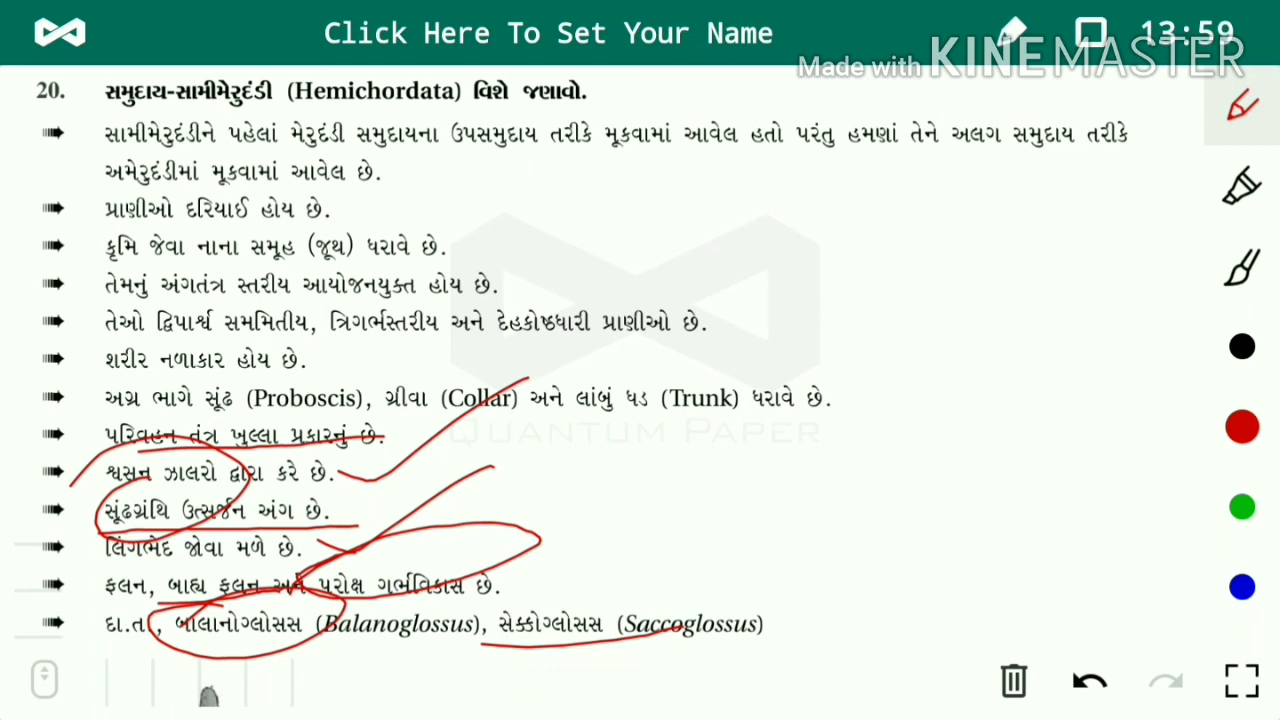 Click Here To Set Your Name
13:59
Made with KINEMASTER
20. સમુદાય-સામીમેરુદંડી (Hemichordata) વિશે જણાવો.
સામીમેરુદંડીને પહેલાં મેરુદંડી સમુદાયના ઉપસમુદાય તરીકે મૂકવામાં આવેલ હતો પરંતુ હમણાં તેને અલગ સમુદાય તરીકે
અમેરુદંડીમાં મૂકવામાં આવેલ છે.
પ્રાણીઓ દરિયાઈ હોય છે.
કૃમિ જેવા નાના સમૂહ (જૂથ) ધરાવે છે.
તેમનું અંગતંત્ર સ્તરીય આયોજનયુક્ત હોય છે.
તેઓ દ્વિપાર્શ્વ સમમિતીય, ત્રિગર્ભસ્તરીય અને દેહકોષ્ઠધારી પ્રાણીઓ છે.
શરીર નળાકાર હોય છે.
અગ્ર ભાગે સૂંઢ (Proboscis), ગ્રીવા (Collar) અને લાંબું ધડ (Trunk) ધરાવે છે.
QUANTUM PAPER
પરિવહન તંત્ર ખુલ્લા પ્રકારનું છે.
શ્વસન ઝાલરો દ્વારા કરે છે.
સૂંઢગ્રંથિ ઉત્સર્જન અંગ છે.
લિંગભેદ જોવા મળે છે.
ફલન, બાહ્ય ફલન અને પરોક્ષ ગર્ભવિકાસ છે.
દા.ત., બાલાનોગ્લોસસ (Balanoglossus), સેક્કોગ્લોસસ (Saccoglossus)